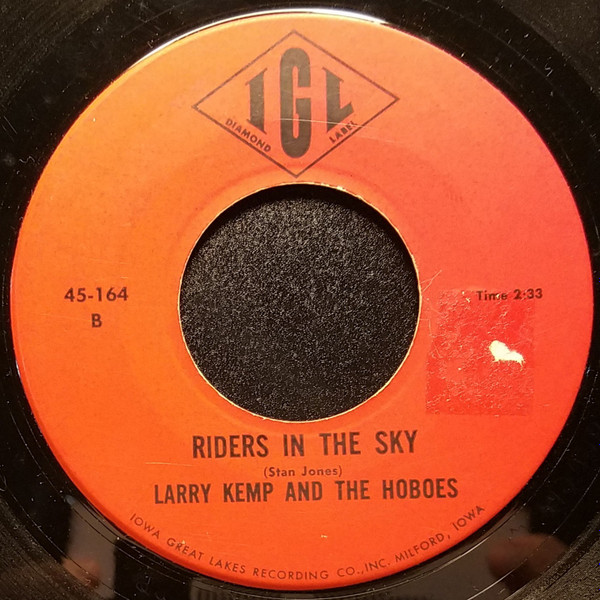 IGL
DIAMOND LABEL
45-164
B
Time 2:33
RIDERS IN THE SKY
(Stan Jones)
LARRY KEMP AND THE HOBOES
IOWA GREAT LAKES RECORDING CO., INC. MILFORD, IOWA